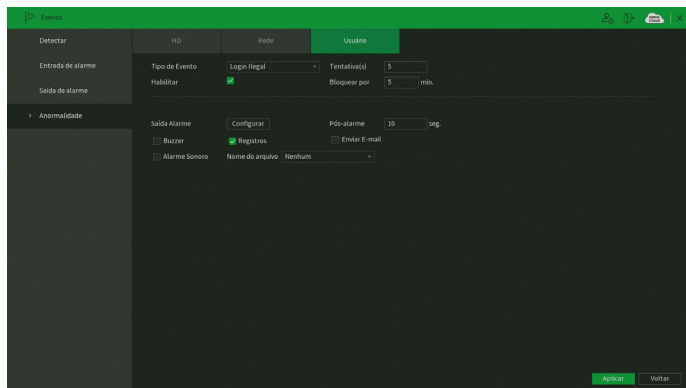 Evento
Intelbras Cloud
Detectar
Entrada de alarme
Saída de alarme
> Anormalidade
HD Rede Usuário
Tipo de Evento Login Ilegal Tentativa(s) 5
Habilitar Bloquear por 5 min.
Saída Alarme Configurar Pós-alarme 10 seg.
Buzzer Registros Enviar E-mail
Alarme Sonoro Nome do arquivo Nenhum
Aplicar Voltar